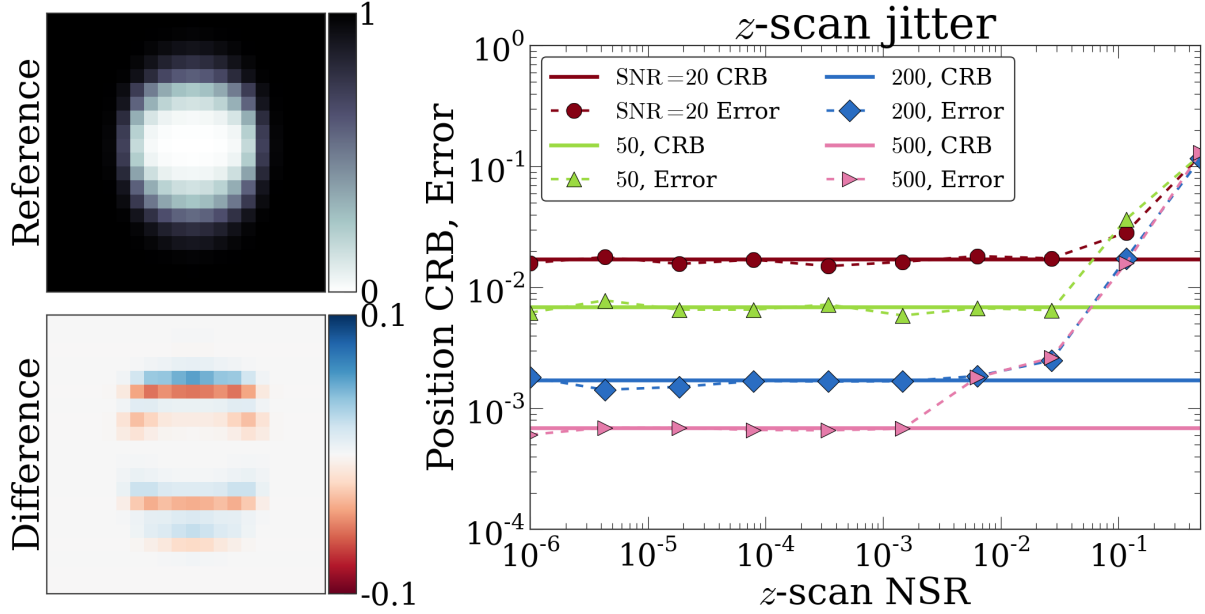 Reference
1
0
Difference
0.1
-0.1
z-scan jitter
Position CRB, Error
10^0
10^-1
10^-2
10^-3
10^-4
SNR = 20 CRB
SNR = 20 Error
50, CRB
50, Error
200, CRB
200, Error
500, CRB
500, Error
10^-6
10^-5
10^-4
10^-3
10^-2
10^-1
z-scan NSR